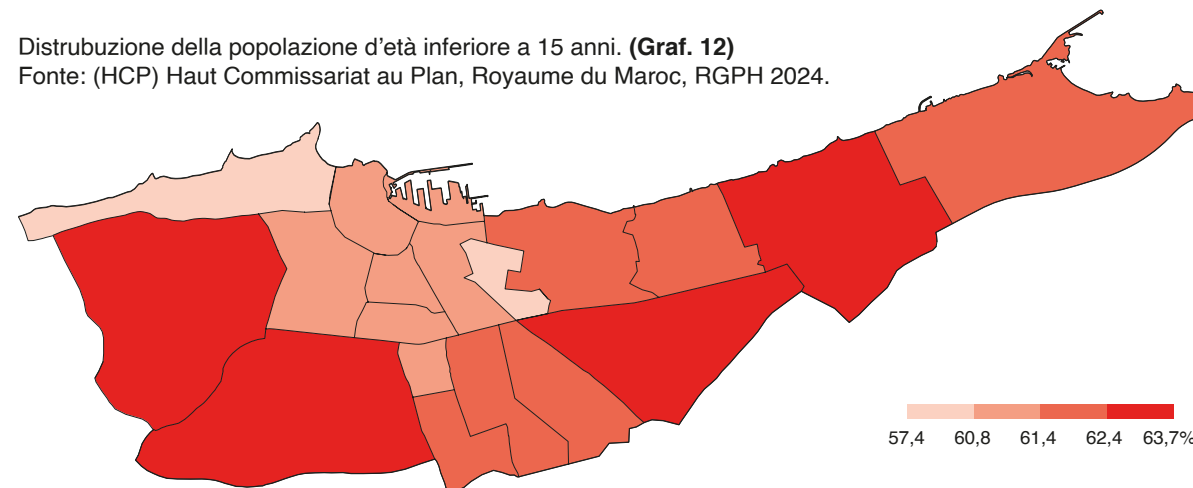 Distrubuzione della popolazione d'età inferiore a 15 anni. (Graf. 12)
Fonte: (HCP) Haut Commissariat au Plan, Royaume du Maroc, RGPH 2024.
57,4 60,8 61,4 62,4 63,7%